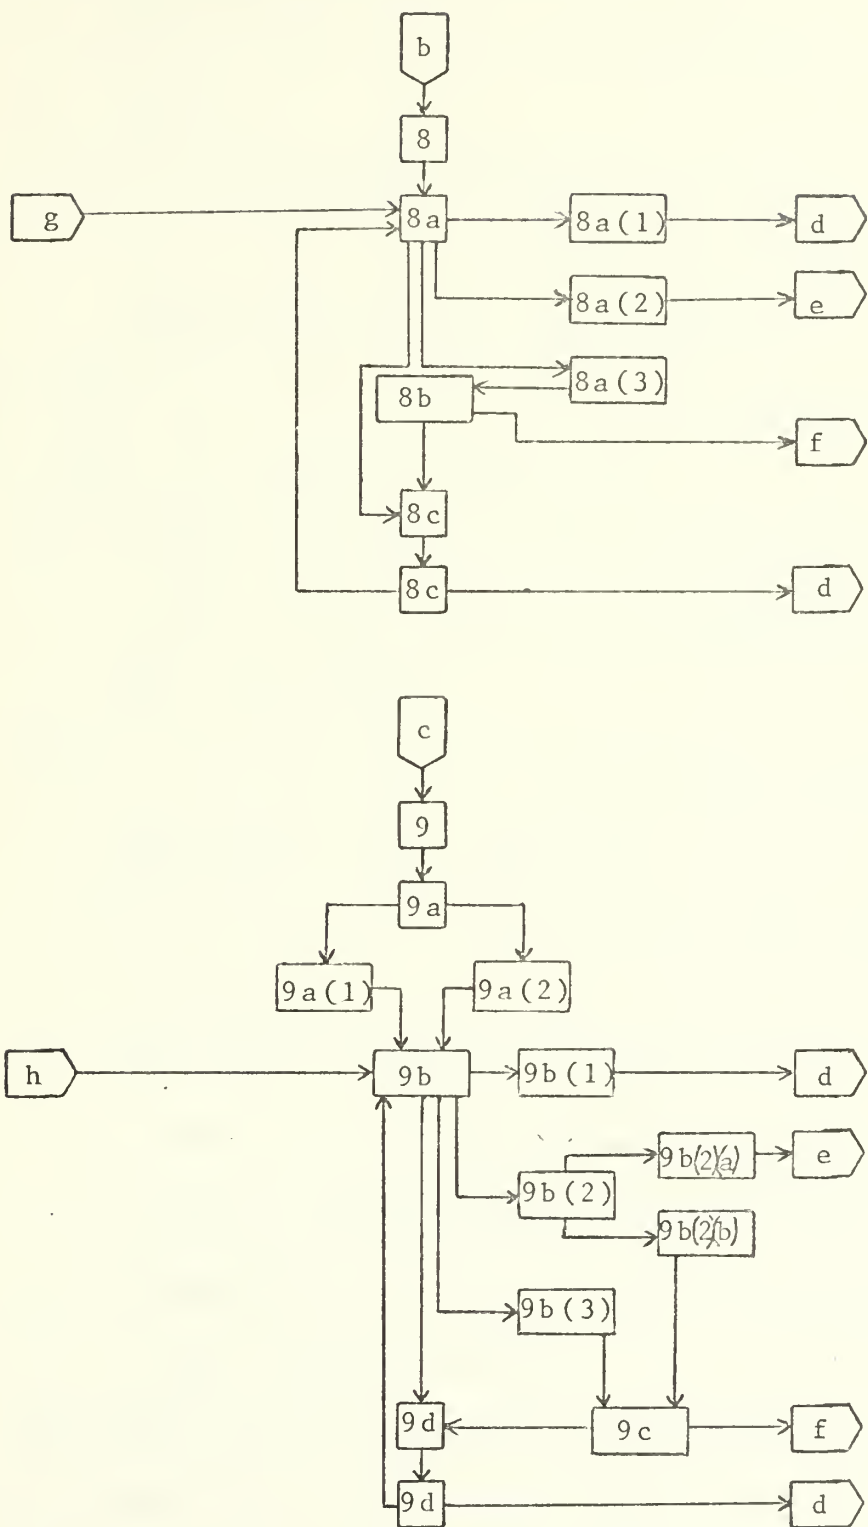 b
8
g
8a
8a(1)
d
8a(2)
e
8a(3)
8b
f
8c
8c
d
c
9
9a
9a(1)
9a(2)
h
9b
9b(1)
d
9b(2)(a)
e
9b(2)
9b(2)(b)
9b(3)
9d
9c
f
9d
d